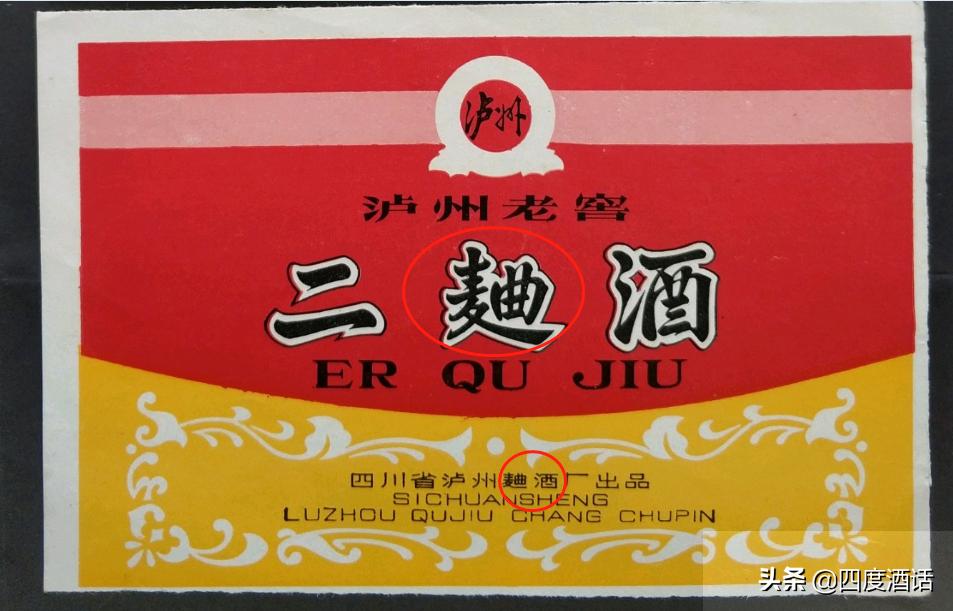 泸州
泸州老窖
二麯酒
ER QU JIU
四川省泸州麯酒厂出品
SICHUANSHENG
LUZHOU QUJIU CHANG CHUPIN
头条 @四度酒话